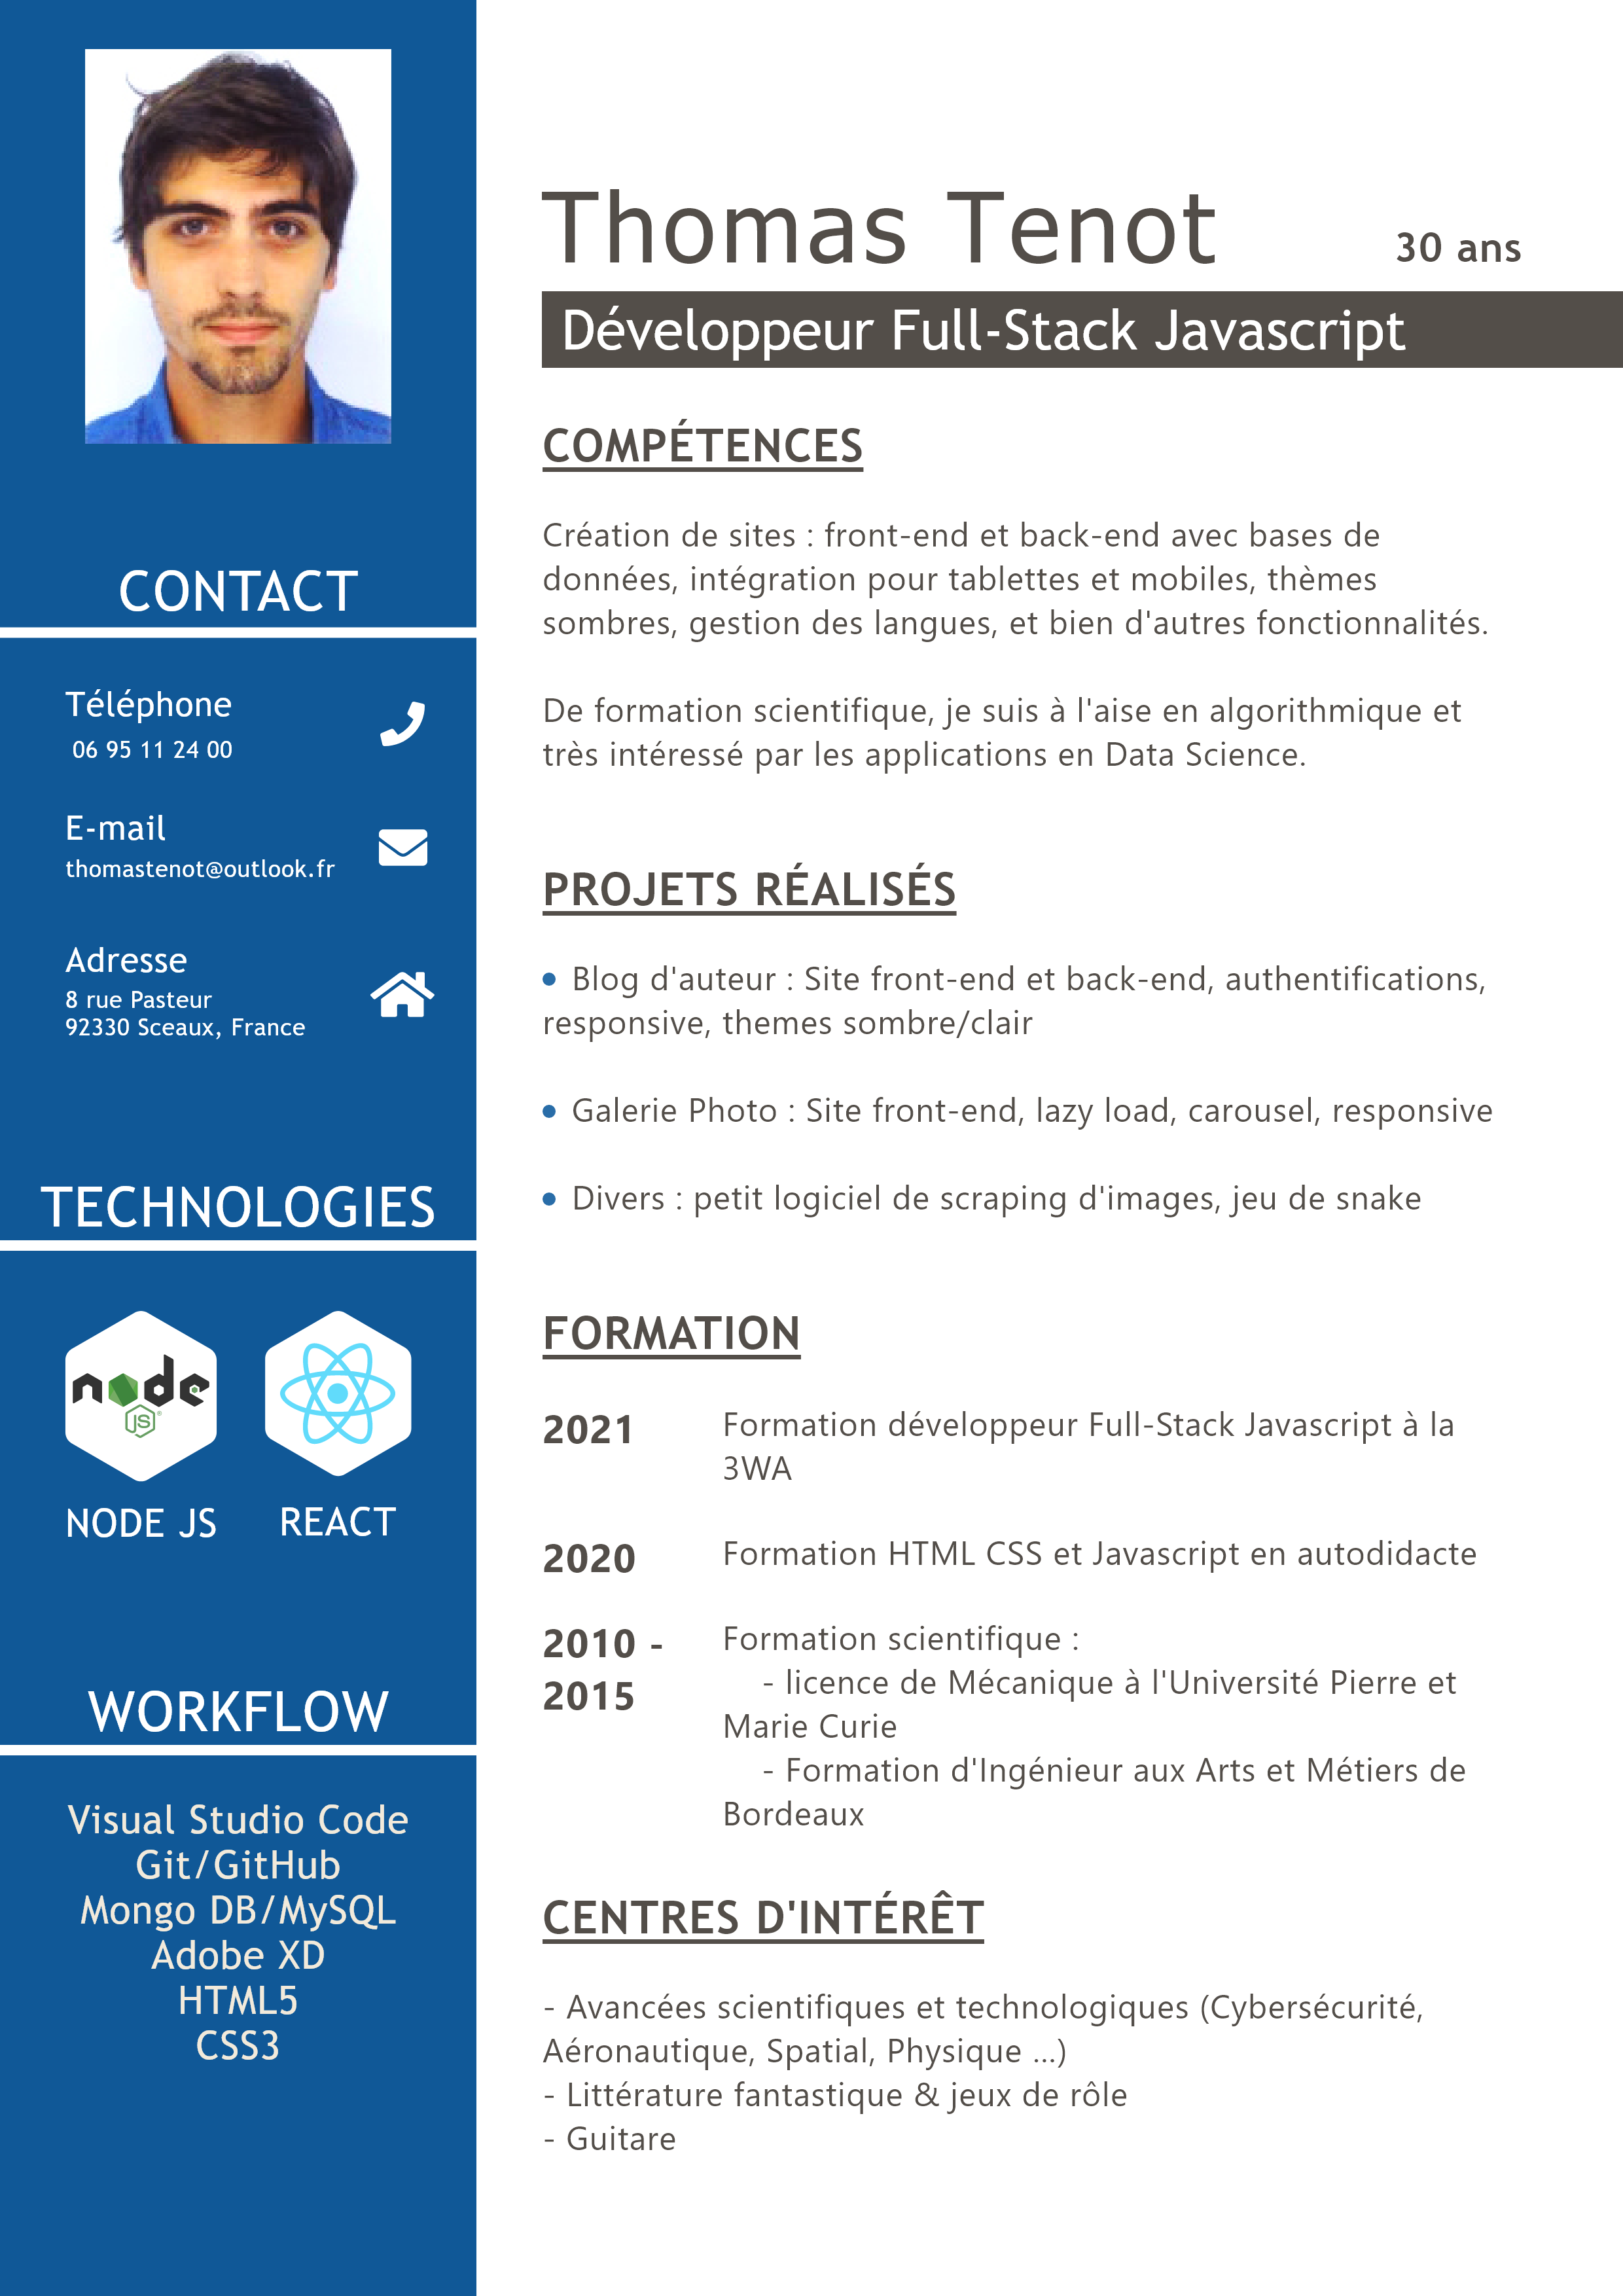 Thomas Tenot
30 ans
Développeur Full-Stack Javascript
CONTACT
Téléphone
06 95 11 24 00
E-mail
thomastenot@outlook.fr
Adresse
8 rue Pasteur
92330 Sceaux, France
TECHNOLOGIES
node
JS
NODE JS
REACT
WORKFLOW
Visual Studio Code
Git/GitHub
Mongo DB/MySQL
Adobe XD
HTML5
CSS3
COMPÉTENCES
Création de sites : front-end et back-end avec bases de
données, intégration pour tablettes et mobiles, thèmes
sombres, gestion des langues, et bien d'autres fonctionnalités.
De formation scientifique, je suis à l'aise en algorithmique et
très intéressé par les applications en Data Science.
PROJETS RÉALISÉS
• Blog d'auteur : Site front-end et back-end, authentifications,
responsive, themes sombre/clair
• Galerie Photo : Site front-end, lazy load, carousel, responsive
• Divers : petit logiciel de scraping d'images, jeu de snake
FORMATION
2021
Formation développeur Full-Stack Javascript à la
3WA
2020
Formation HTML CSS et Javascript en autodidacte
2010 -
2015
Formation scientifique :
- licence de Mécanique à l'Université Pierre et
Marie Curie
- Formation d'Ingénieur aux Arts et Métiers de
Bordeaux
CENTRES D'INTÉRÊT
- Avancées scientifiques et technologiques (Cybersécurité,
Aéronautique, Spatial, Physique ...)
- Littérature fantastique & jeux de rôle
- Guitare